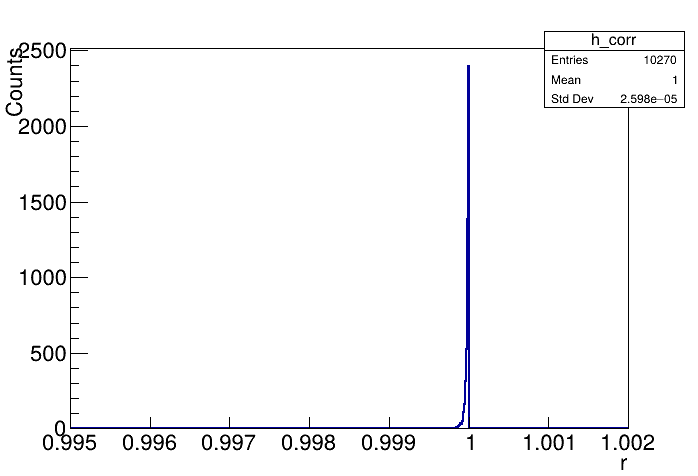 h_corr
Entries 10270
Mean 1
Std Dev 2.598e−05
Counts
2500
2000
1500
1000
500
0
0.995 0.996 0.997 0.998 0.999 1 1.001 1.002
r